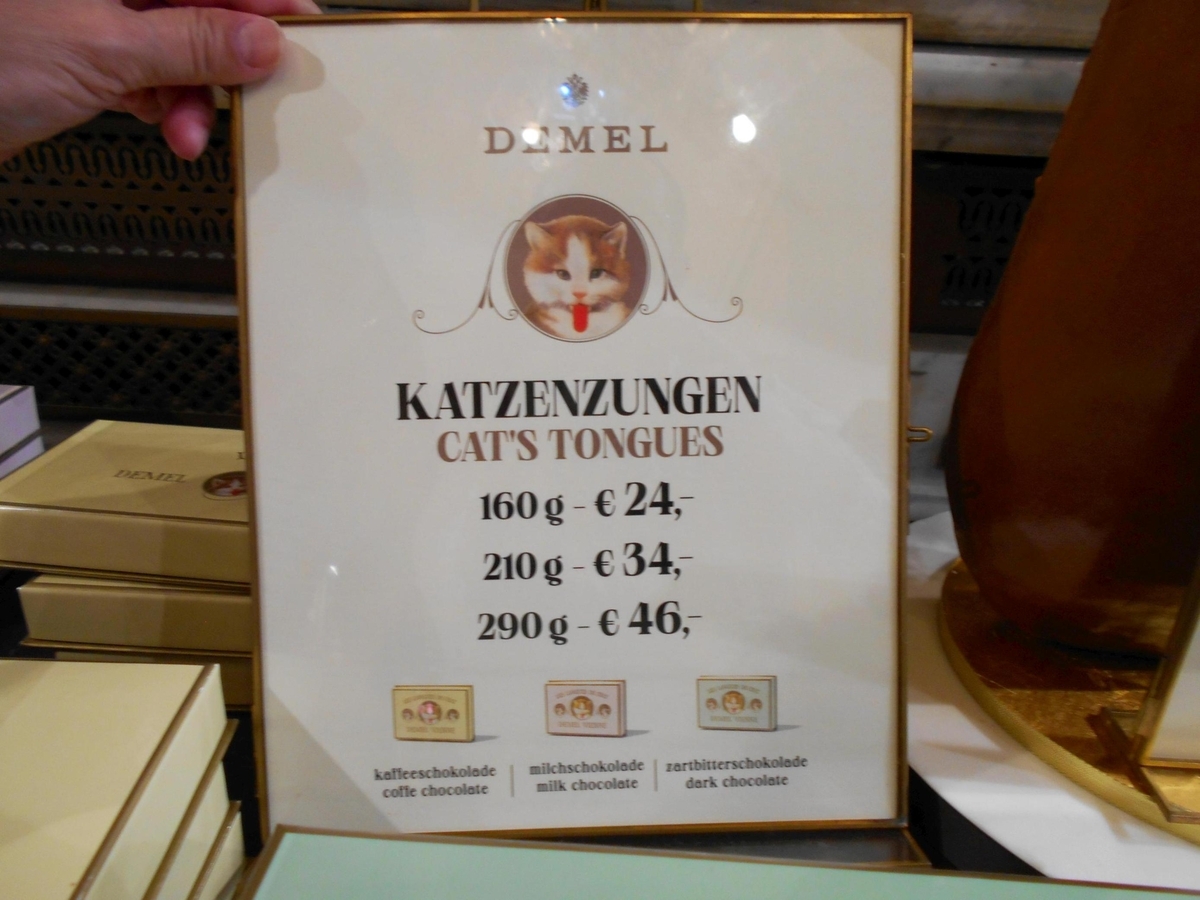 DEMEL
KATZENZUNGEN
CAT'S TONGUES
160 g - € 24,-
210 g - € 34,-
290 g - € 46,-
kaffeeschokolade
coffe chocolate
milchschokolade
milk chocolate
zartbitterschokolade
dark chocolate
DEMEL